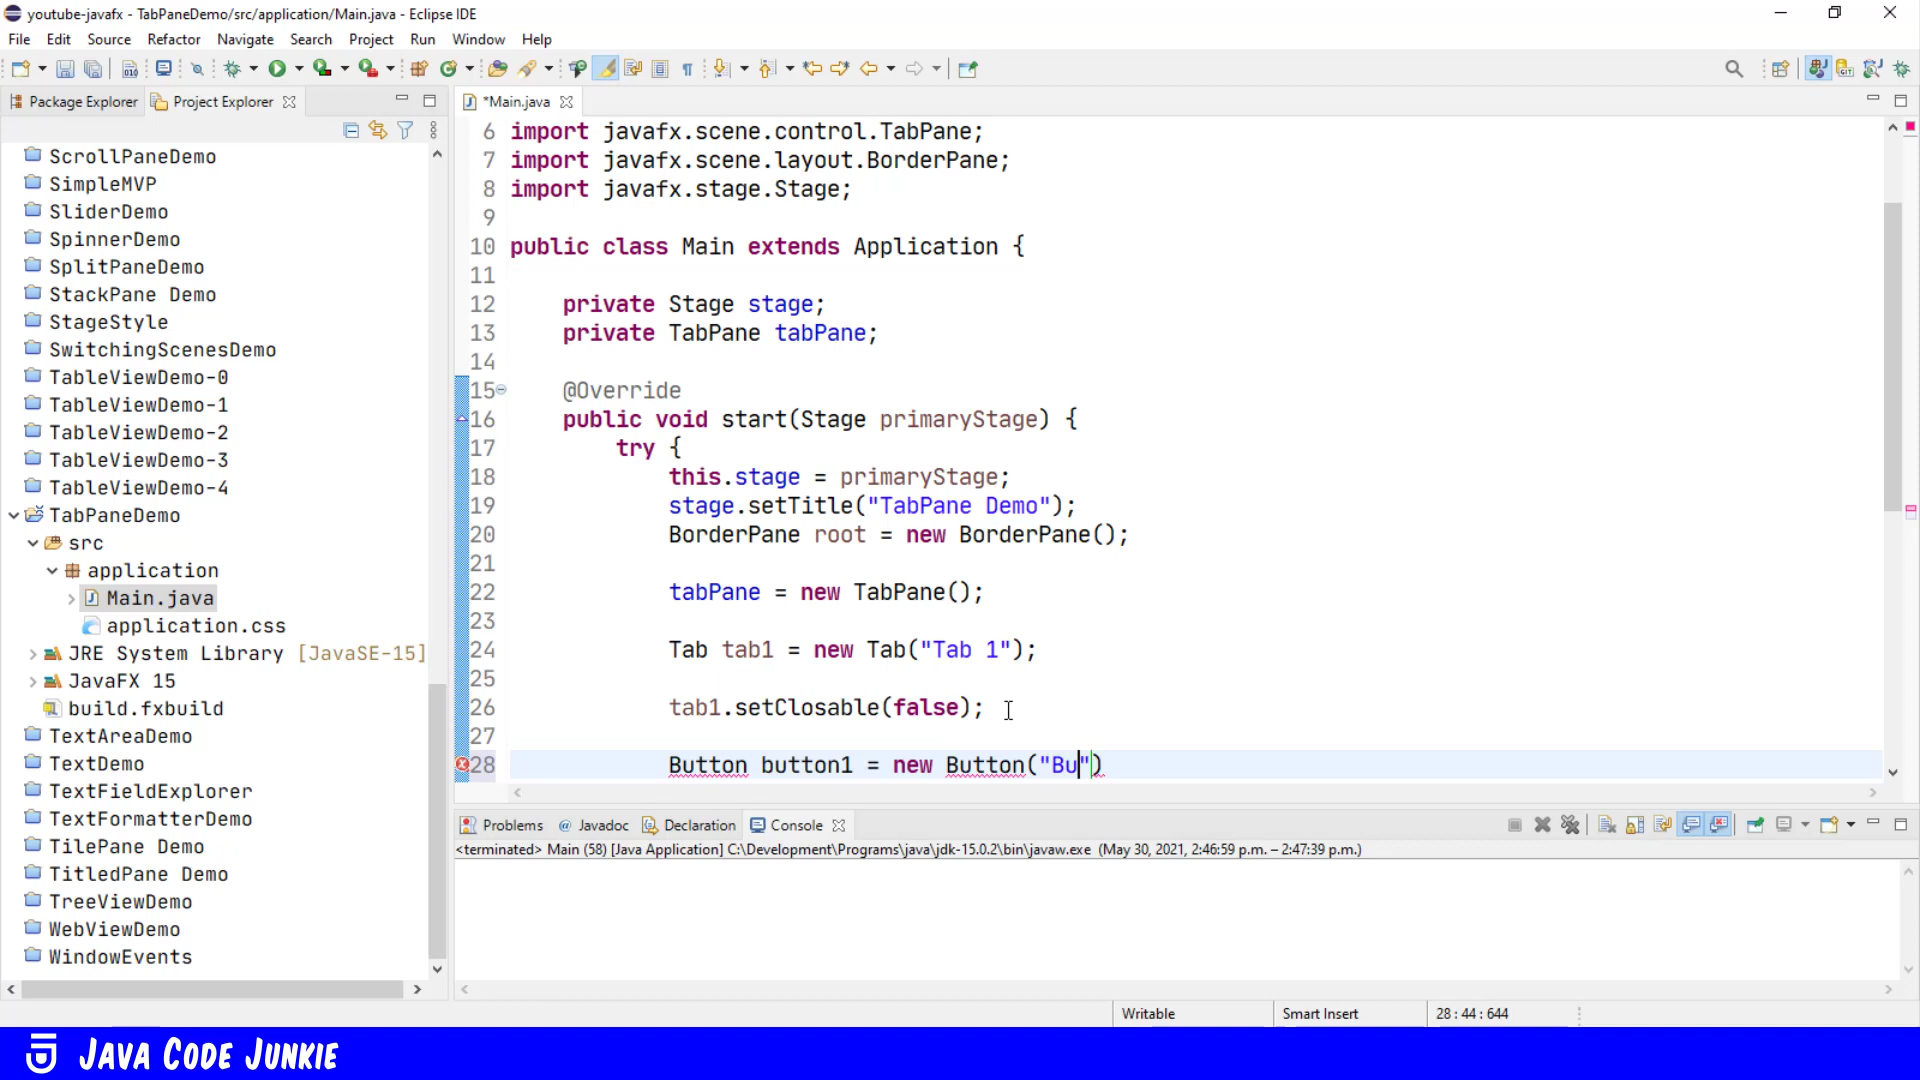 youtube-javafx - TabPaneDemo/src/application/Main.java - Eclipse IDE
File Edit Source Refactor Navigate Search Project Run Window Help
Package Explorer Project Explorer
*Main.java
ScrollPaneDemo
SimpleMVP
SliderDemo
SpinnerDemo
SplitPaneDemo
StackPane Demo
StageStyle
SwitchingScenesDemo
TableViewDemo-0
TableViewDemo-1
TableViewDemo-2
TableViewDemo-3
TableViewDemo-4
TabPaneDemo
src
application
Main.java
application.css
JRE System Library [JavaSE-15]
JavaFX 15
build.fxbuild
TextAreaDemo
TextDemo
TextFieldExplorer
TextFormatterDemo
TilePane Demo
TitledPane Demo
TreeViewDemo
WebViewDemo
WindowEvents
6 import javafx.scene.control.TabPane;
7 import javafx.scene.layout.BorderPane;
8 import javafx.stage.Stage;
9
10 public class Main extends Application {
11
12 private Stage stage;
13 private TabPane tabPane;
14
15 @Override
16 public void start(Stage primaryStage) {
17 try {
18 this.stage = primaryStage;
19 stage.setTitle("TabPane Demo");
20 BorderPane root = new BorderPane();
21
22 tabPane = new TabPane();
23
24 Tab tab1 = new Tab("Tab 1");
25
26 tab1.setClosable(false);
27
28 Button button1 = new Button("Bu")
Problems @ Javadoc Declaration Console
<terminated> Main (58) [Java Application] C:\Development\Programs\java\jdk-15.0.2\bin\javaw.exe (May 30, 2021, 2:46:59 p.m. – 2:47:39 p.m.)
Writable Smart Insert 28 : 44 : 644
JAVA CODE JUNKIE